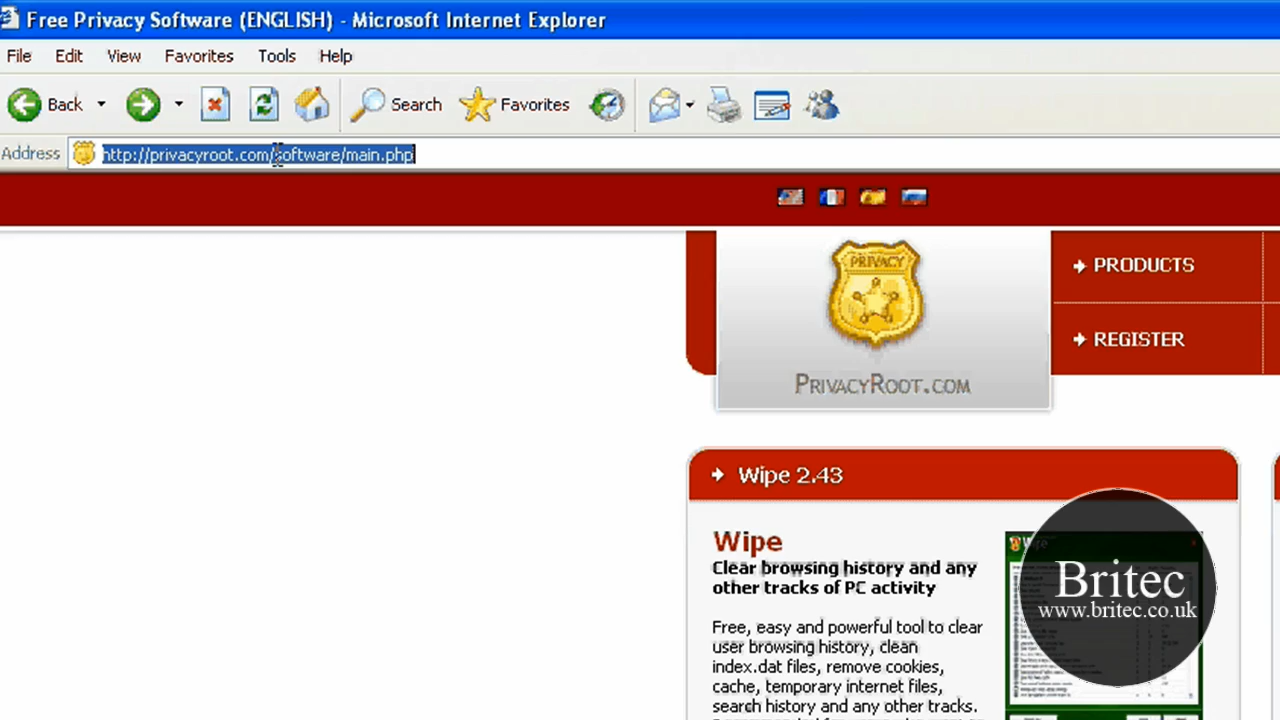 Free Privacy Software (ENGLISH) - Microsoft Internet Explorer
File Edit View Favorites Tools Help
Back Search Favorites
Address http://privacyroot.com/software/main.php
PRIVACY
PRIVACYROOT.COM
PRODUCTS
REGISTER
Wipe 2.43
Wipe
Clear browsing history and any
other tracks of PC activity
Free, easy and powerful tool to clear
user browsing history, clean
index.dat files, remove cookies,
cache, temporary internet files,
search history and any other tracks.
Wipe
Britec
www.britec.co.uk